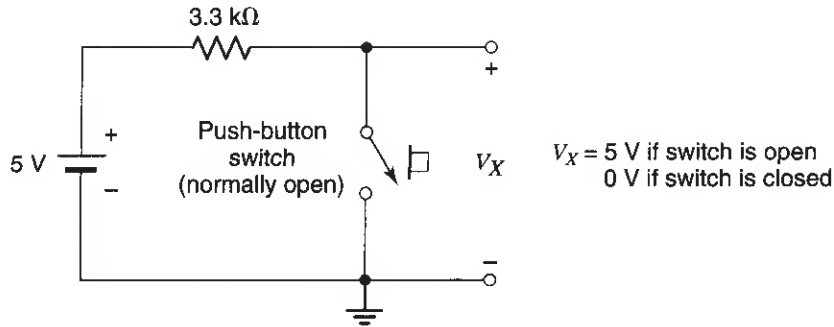 3.3 kΩ
+
Push-button
switch
(normally open)
+
5 V
−
V_X
V_X = 5 V if switch is open
0 V if switch is closed
−